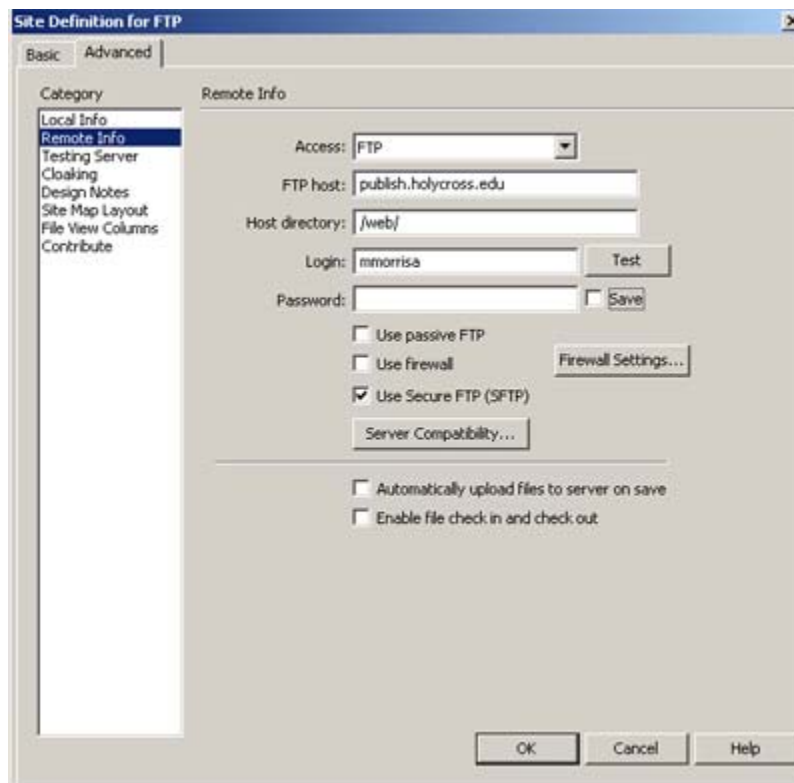 Site Definition for FTP
Basic Advanced
Category
Local Info
Remote Info
Testing Server
Cloaking
Design Notes
Site Map Layout
File View Columns
Contribute
Remote Info
Access: FTP
FTP host: publish.holycross.edu
Host directory: /web/
Login: mmorrisa Test
Password: Save
Use passive FTP
Use firewall Firewall Settings...
Use Secure FTP (SFTP)
Server Compatibility...
Automatically upload files to server on save
Enable file check in and check out
OK Cancel Help